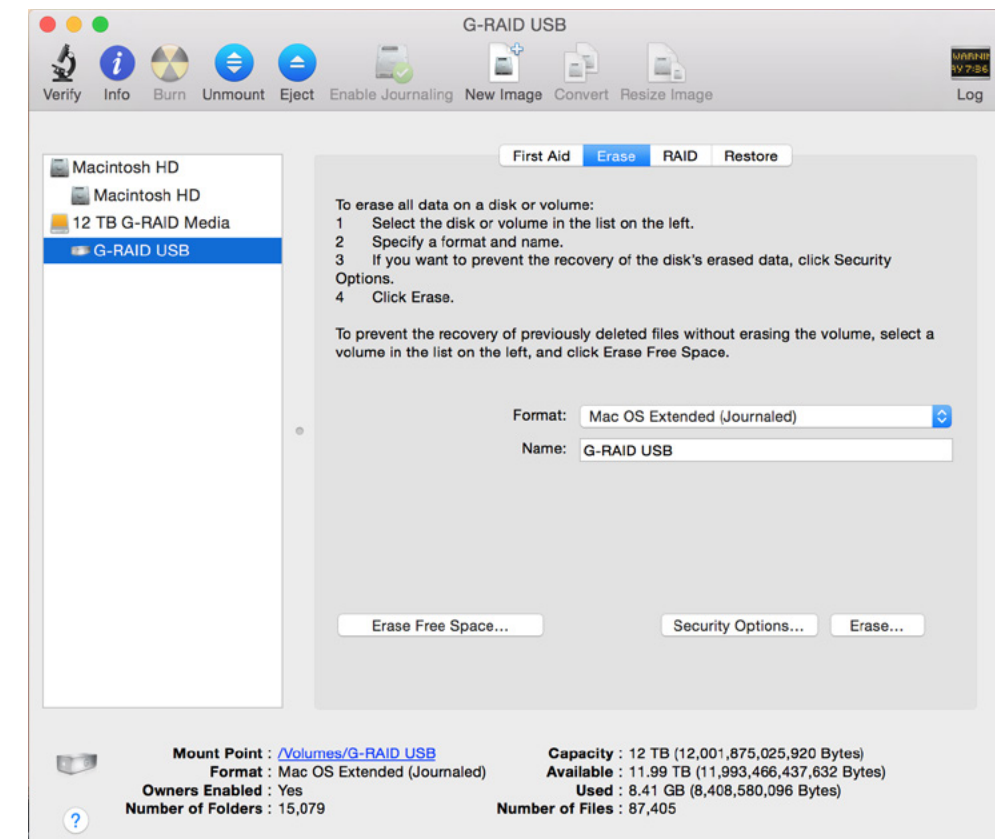 G-RAID USB
Verify Info Burn Unmount Eject Enable Journaling New Image Convert Resize Image Log
WARNIN
AY 7:36
First Aid Erase RAID Restore
Macintosh HD
Macintosh HD
12 TB G-RAID Media
G-RAID USB
To erase all data on a disk or volume:
1 Select the disk or volume in the list on the left.
2 Specify a format and name.
3 If you want to prevent the recovery of the disk's erased data, click Security
Options.
4 Click Erase.
To prevent the recovery of previously deleted files without erasing the volume, select a
volume in the list on the left, and click Erase Free Space.
Format: Mac OS Extended (Journaled)
Name: G-RAID USB
Erase Free Space... Security Options... Erase...
Mount Point : /Volumes/G-RAID USB Capacity : 12 TB (12,001,875,025,920 Bytes)
Format : Mac OS Extended (Journaled) Available : 11.99 TB (11,993,466,437,632 Bytes)
Owners Enabled : Yes Used : 8.41 GB (8,408,580,096 Bytes)
Number of Folders : 15,079 Number of Files : 87,405
?